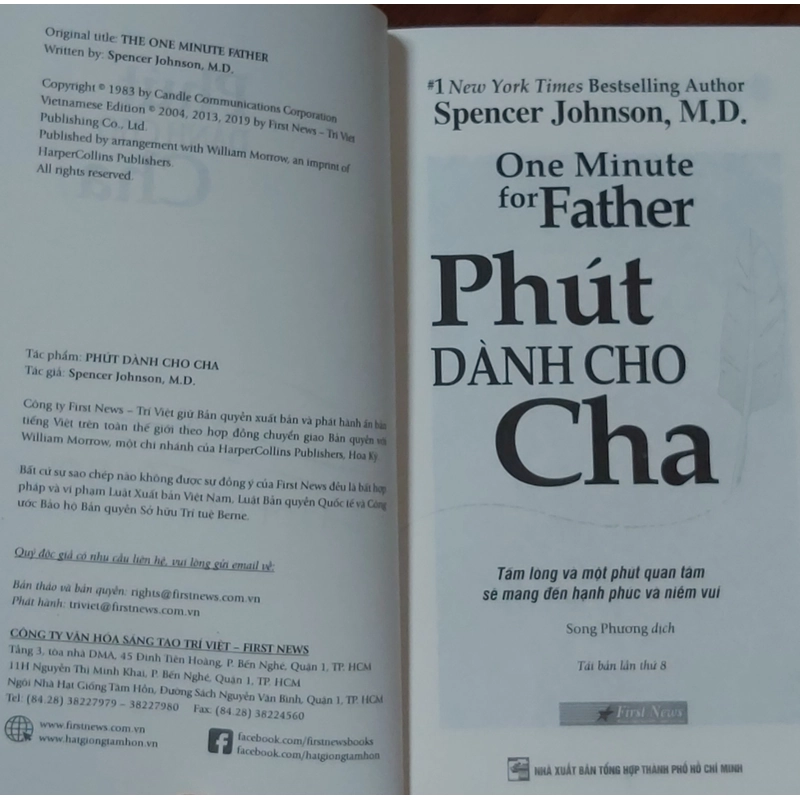 Original title: THE ONE MINUTE FATHER
Written by: Spencer Johnson, M.D.
Copyright © 1983 by Candle Communications Corporation
Vietnamese Edition © 2004, 2013, 2019 by First News – Tri Viet
Publishing Co., Ltd.
Published by arrangement with William Morrow, an imprint of
HarperCollins Publishers.
All rights reserved.
Tác phẩm: PHÚT DÀNH CHO CHA
Tác giả: Spencer Johnson, M.D.
Công ty First News – Trí Việt giữ Bản quyền xuất bản và phát hành ấn bản
tiếng Việt trên toàn thế giới theo hợp đồng chuyển giao Bản quyền với
William Morrow, một chi nhánh của HarperCollins Publishers, Hoa Kỳ.
Bất cứ sự sao chép nào không được sự đồng ý của First News đều là bất hợp
pháp và vi phạm Luật Xuất bản Việt Nam, Luật Bản quyền Quốc tế và Công
ước Bảo hộ Bản quyền Sở hữu Trí tuệ Berne.
Quý độc giả có nhu cầu liên hệ, vui lòng gửi email về:
Bản thảo và bản quyền: rights@firstnews.com.vn
Phát hành: triviet@firstnews.com.vn
CÔNG TY VĂN HÓA SÁNG TẠO TRÍ VIỆT – FIRST NEWS
Tầng 3, tòa nhà DMA, 45 Đinh Tiên Hoàng, P. Bến Nghé, Quận 1, TP. HCM
11H Nguyễn Thị Minh Khai, P. Bến Nghé, Quận 1, TP. HCM
Ngôi Nhà Hạt Giống Tâm Hồn, Đường Sách Nguyễn Văn Bình, Quận 1, TP. HCM
Tel: (84.28) 38227979 – 38227980 Fax: (84.28) 38224560
www.firstnews.com.vn
www.hatgiongtamhon.vn
facebook.com/firstnewsbooks
facebook.com/hatgiongtamhon
#1 New York Times Bestselling Author
Spencer Johnson, M.D.
One Minute
for Father
Phút
DÀNH CHO
Cha
Tấm lòng và một phút quan tâm
sẽ mang đến hạnh phúc và niềm vui
Song Phương dịch
Tái bản lần thứ 8
First News
NHÀ XUẤT BẢN TỔNG HỢP THÀNH PHỐ HỒ CHÍ MINH